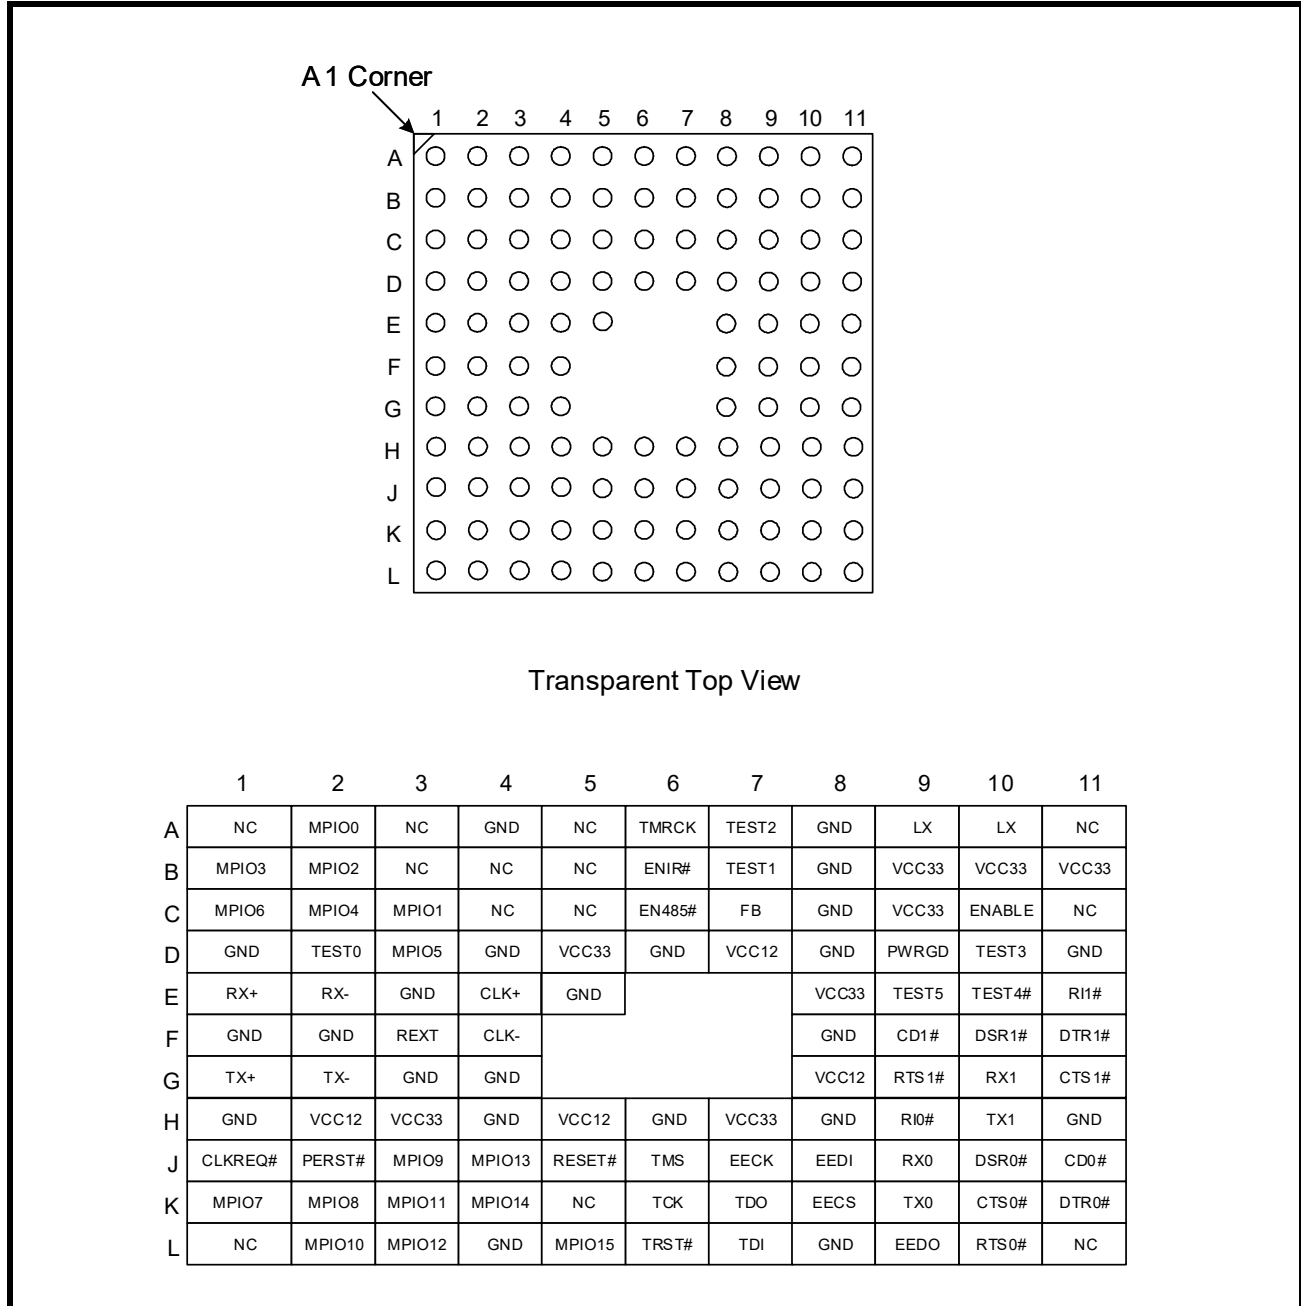 A1 Corner
1 2 3 4 5 6 7 8 9 10 11
A
B
C
D
E
F
G
H
J
K
L
Transparent Top View
1 2 3 4 5 6 7 8 9 10 11
A NC MPIO0 NC GND NC TMRCK TEST2 GND LX LX NC
B MPIO3 MPIO2 NC NC NC ENIR# TEST1 GND VCC33 VCC33 VCC33
C MPIO6 MPIO4 MPIO1 NC NC EN485# FB GND VCC33 ENABLE NC
D GND TEST0 MPIO5 GND VCC33 GND VCC12 GND PWRGD TEST3 GND
E RX+ RX- GND CLK+ GND VCC33 TEST5 TEST4# RI1#
F GND GND REXT CLK- GND CD1# DSR1# DTR1#
G TX+ TX- GND GND VCC12 RTS1# RX1 CTS1#
H GND VCC12 VCC33 GND VCC12 GND VCC33 GND RI0# TX1 GND
J CLKREQ# PERST# MPIO9 MPIO13 RESET# TMS EECK EEDI RX0 DSR0# CD0#
K MPIO7 MPIO8 MPIO11 MPIO14 NC TCK TDO EECS TX0 CTS0# DTR0#
L NC MPIO10 MPIO12 GND MPIO15 TRST# TDI GND EEDO RTS0# NC